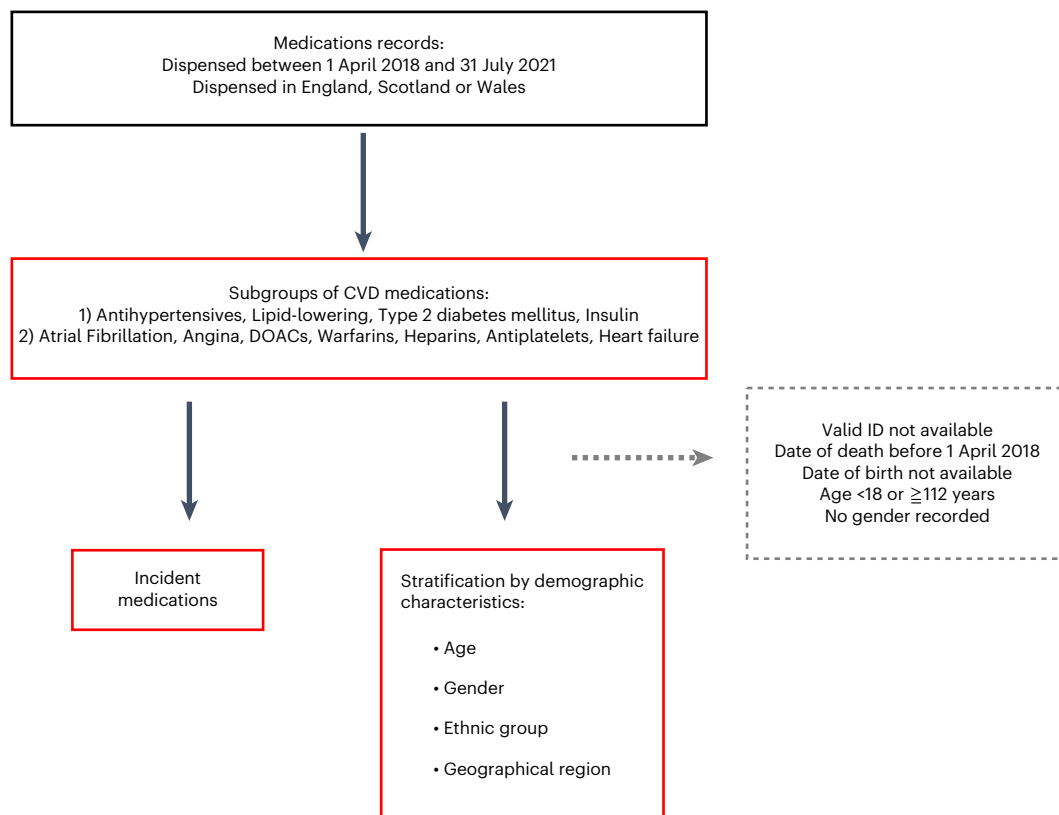 Medications records:
Dispensed between 1 April 2018 and 31 July 2021
Dispensed in England, Scotland or Wales
Subgroups of CVD medications:
1) Antihypertensives, Lipid-lowering, Type 2 diabetes mellitus, Insulin
2) Atrial Fibrillation, Angina, DOACs, Warfarins, Heparins, Antiplatelets, Heart failure
Valid ID not available
Date of death before 1 April 2018
Date of birth not available
Age <18 or ≧112 years
No gender recorded
Incident
medications
Stratification by demographic
characteristics:
• Age
• Gender
• Ethnic group
• Geographical region